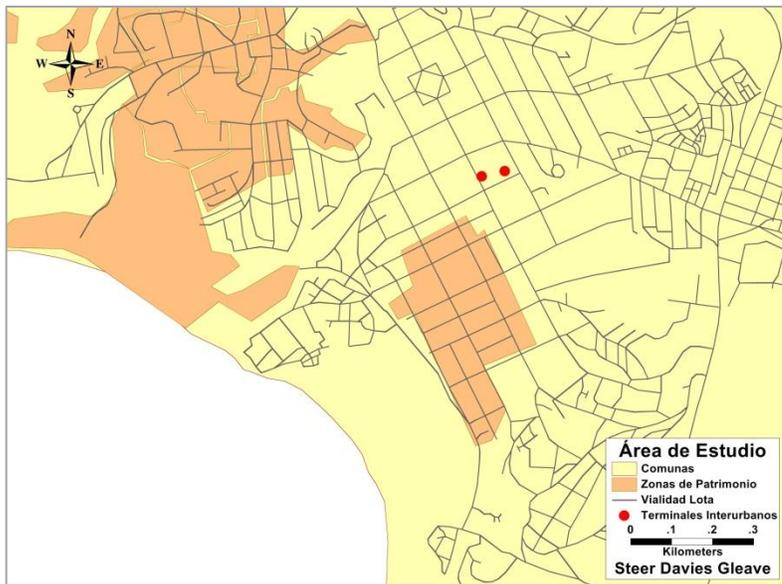 N
W E
S
Área de Estudio
Comunas
Zonas de Patrimonio
Vialidad Lota
Terminales Interurbanos
0 .1 .2 .3
Kilometers
Steer Davies Gleave